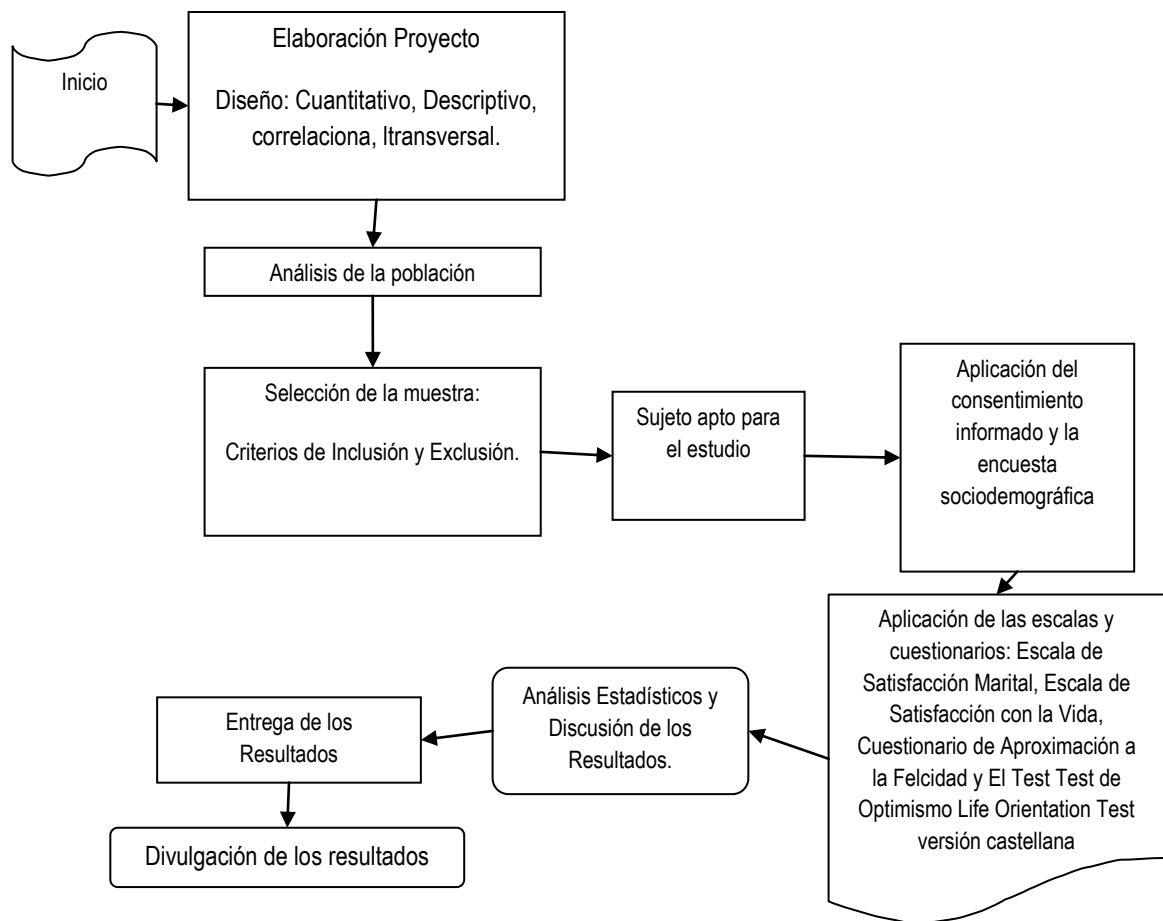 Inicio
Elaboración Proyecto
Diseño: Cuantitativo, Descriptivo,
correlaciona, ltransversal.
Análisis de la población
Selección de la muestra:
Criterios de Inclusión y Exclusión.
Sujeto apto para
el estudio
Aplicación del
consentimiento
informado y la
encuesta
sociodemográfica
Aplicación de las escalas y
cuestionarios: Escala de
Satisfacción Marital, Escala de
Satisfacción con la Vida,
Cuestionario de Aproximación a
la Felcidad y El Test Test de
Optimismo Life Orientation Test
versión castellana
Análisis Estadísticos y
Discusión de los
Resultados.
Entrega de los
Resultados
Divulgación de los resultados